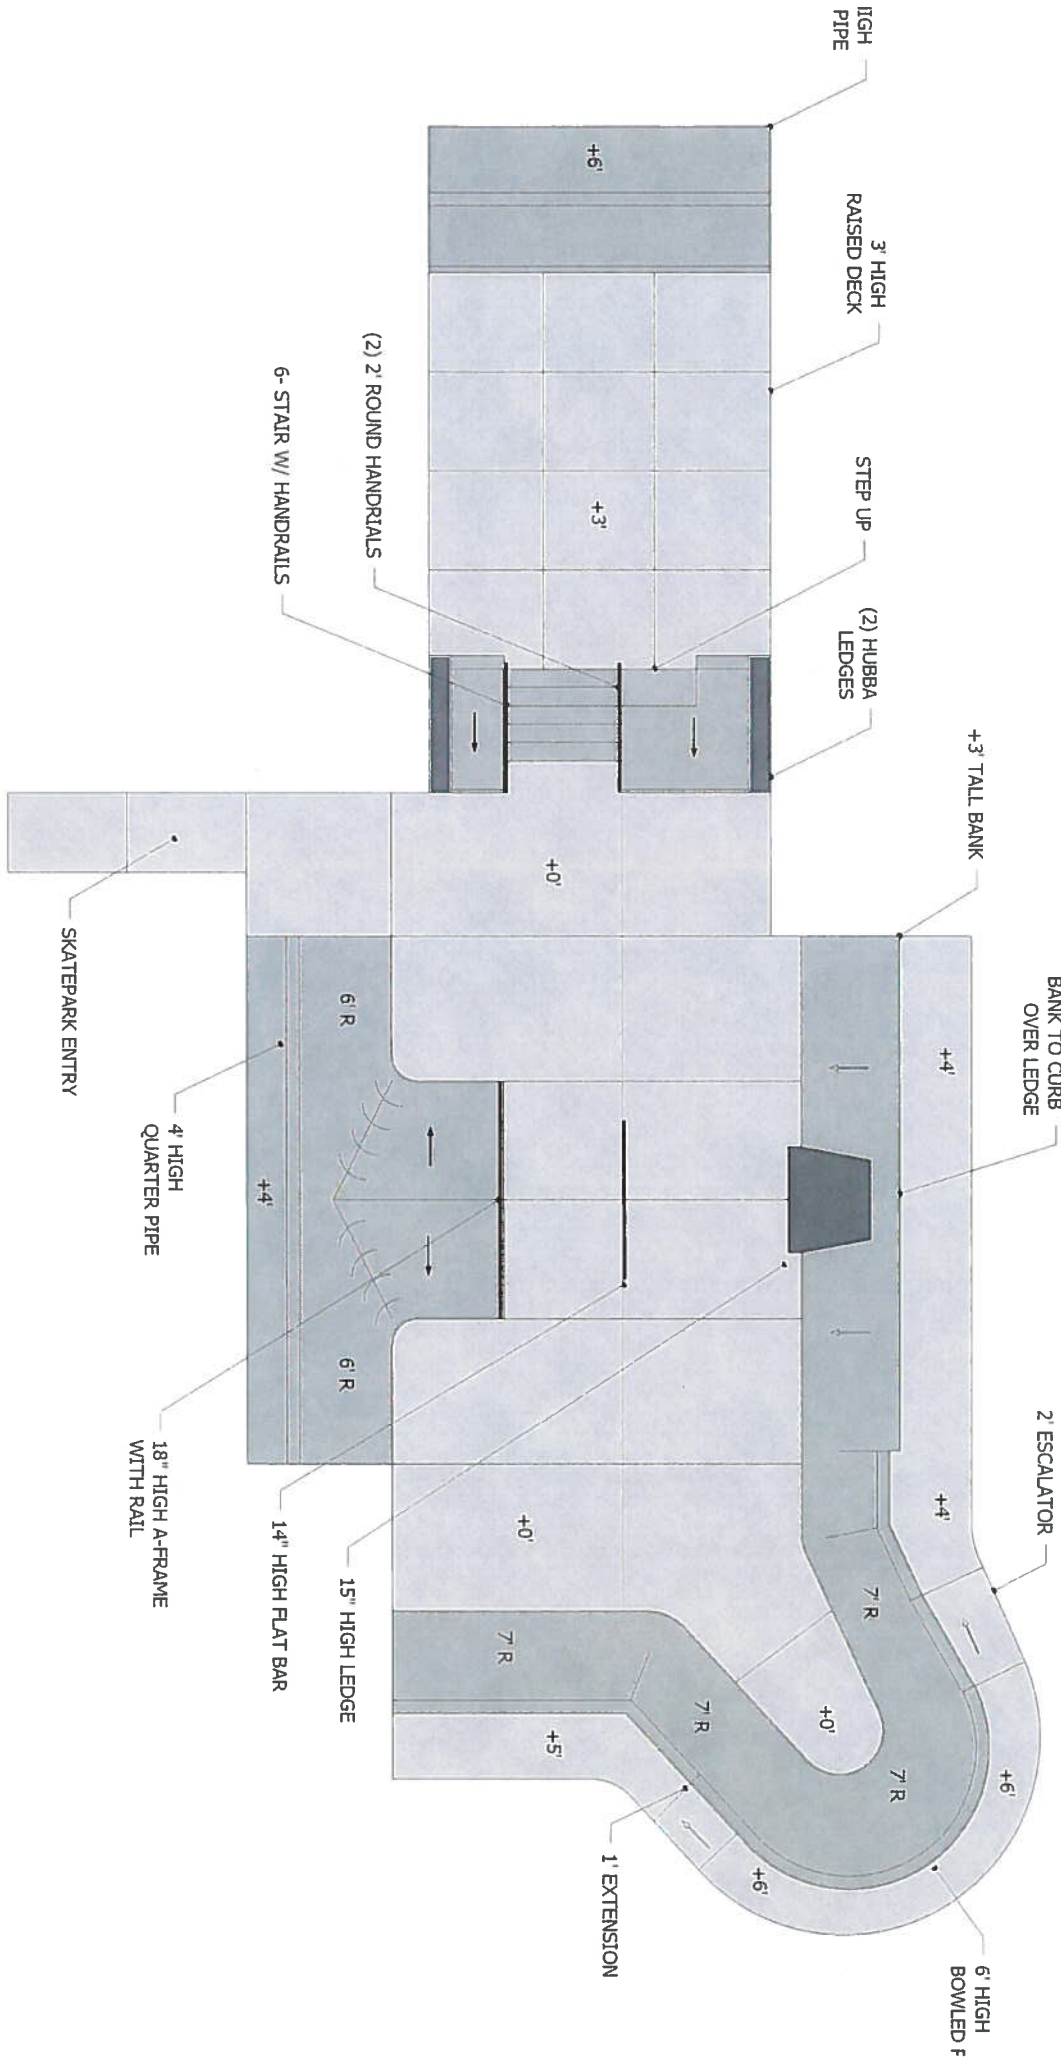 IIGH
PIPE
3' HIGH
RAISED DECK
STEP UP
(2) HUBBA
LEDGES
+3' TALL BANK
BANK TO CURB
OVER LEDGE
2' ESCALATOR
6' HIGH
BOWLED
+6'
+3'
(2) 2' ROUND HANDRIALS
6- STAIR W/ HANDRAILS
+0'
+4'
+4'
6' R
6' R
+4'
+0'
7' R
7' R
7' R
7' R
+0'
+6'
+6'
+5'
SKATEPARK ENTRY
4' HIGH
QUARTER PIPE
18" HIGH A-FRAME
WITH RAIL
14" HIGH FLAT BAR
15" HIGH LEDGE
1' EXTENSION